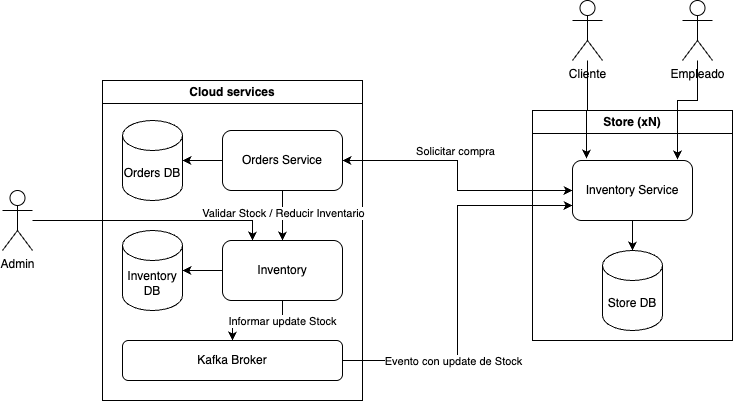 Cliente
Empleado
Cloud services
Store (xN)
Orders DB
Orders Service
Solicitar compra
Inventory Service
Validar Stock / Reducir Inventario
Admin
Inventory
DB
Inventory
Store DB
Informar update Stock
Kafka Broker
Evento con update de Stock